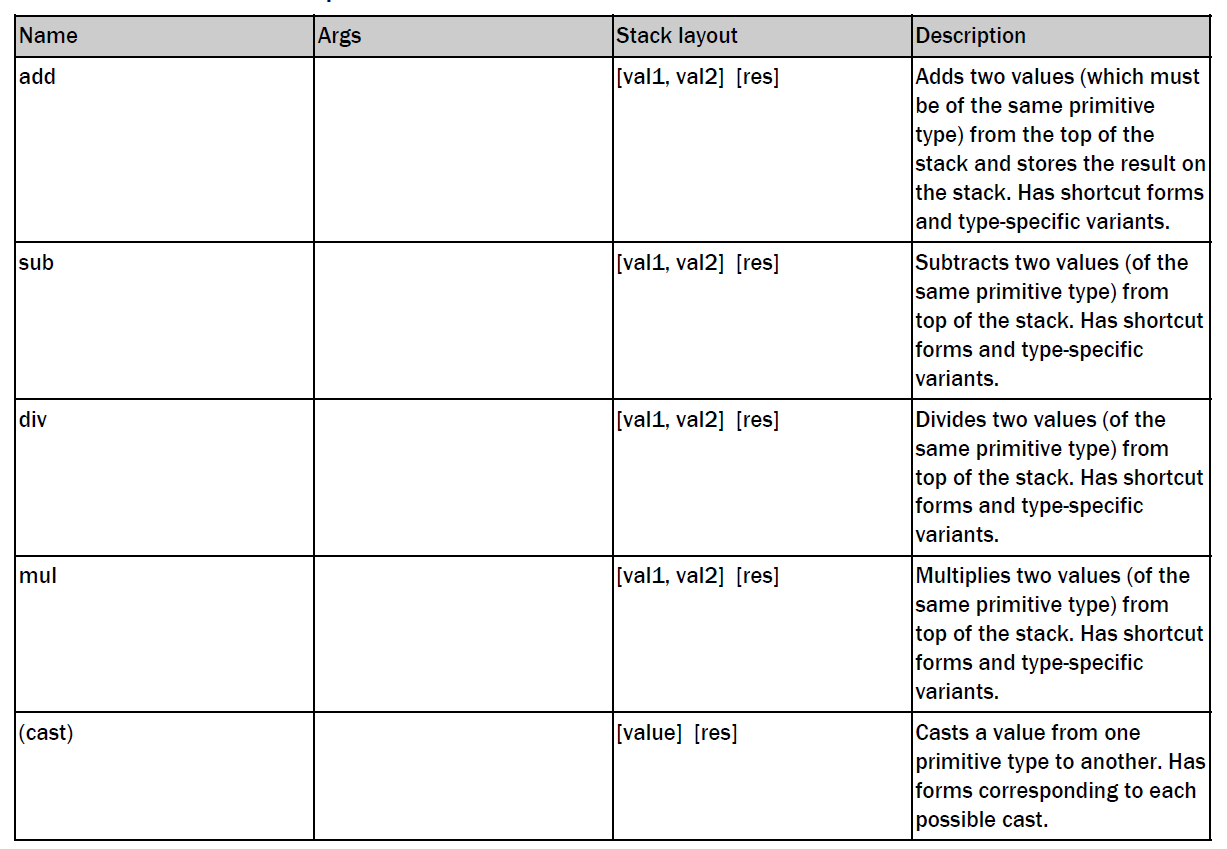 Name Args Stack layout Description
add [val1, val2] [res] Adds two values (which must
be of the same primitive
type) from the top of the
stack and stores the result on
the stack. Has shortcut forms
and type-specific variants.
sub [val1, val2] [res] Subtracts two values (of the
same primitive type) from
top of the stack. Has shortcut
forms and type-specific
variants.
div [val1, val2] [res] Divides two values (of the
same primitive type) from
top of the stack. Has shortcut
forms and type-specific
variants.
mul [val1, val2] [res] Multiplies two values (of the
same primitive type) from
top of the stack. Has shortcut
forms and type-specific
variants.
(cast) [value] [res] Casts a value from one
primitive type to another. Has
forms corresponding to each
possible cast.